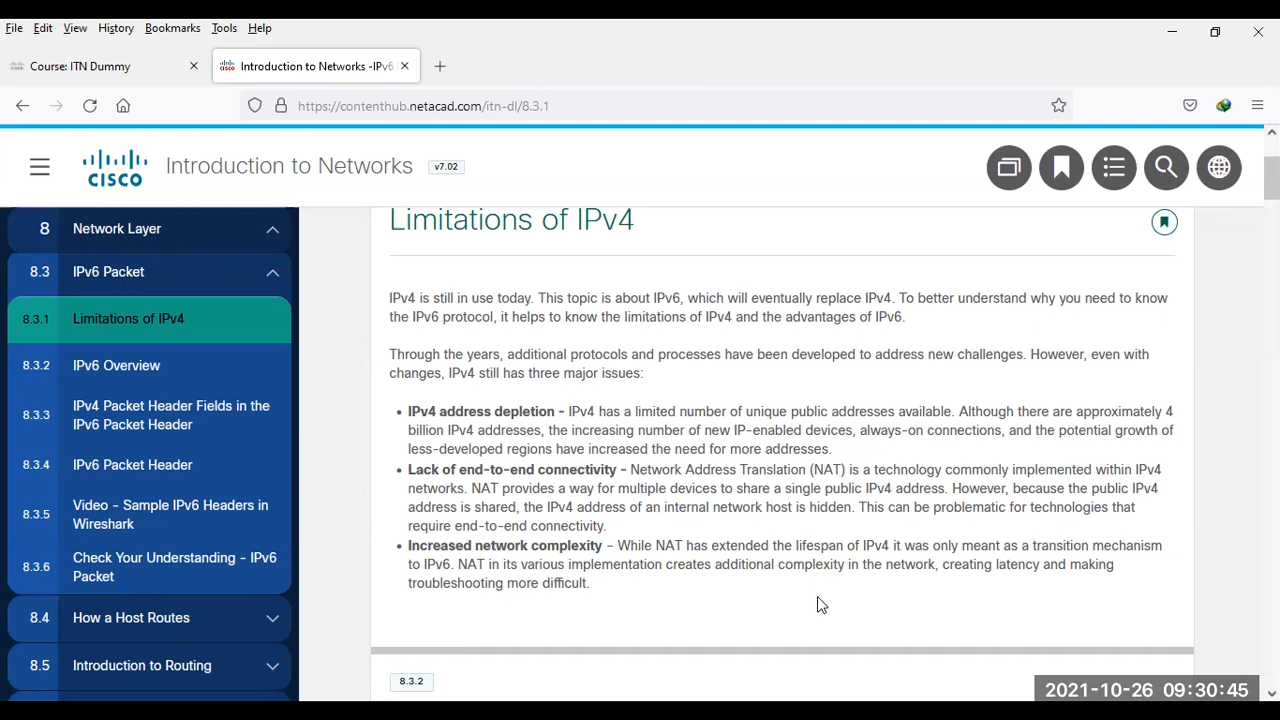 File Edit View History Bookmarks Tools Help
Course: ITN Dummy
Introduction to Networks -IPv6
https://contenthub.netacad.com/itn-dl/8.3.1
CISCO Introduction to Networks v7.02
8 Network Layer
8.3 IPv6 Packet
8.3.1 Limitations of IPv4
8.3.2 IPv6 Overview
8.3.3 IPv4 Packet Header Fields in the
IPv6 Packet Header
8.3.4 IPv6 Packet Header
8.3.5 Video - Sample IPv6 Headers in
Wireshark
8.3.6 Check Your Understanding - IPv6
Packet
8.4 How a Host Routes
8.5 Introduction to Routing
Limitations of IPv4
IPv4 is still in use today. This topic is about IPv6, which will eventually replace IPv4. To better understand why you need to know
the IPv6 protocol, it helps to know the limitations of IPv4 and the advantages of IPv6.
Through the years, additional protocols and processes have been developed to address new challenges. However, even with
changes, IPv4 still has three major issues:
• IPv4 address depletion – IPv4 has a limited number of unique public addresses available. Although there are approximately 4
billion IPv4 addresses, the increasing number of new IP-enabled devices, always-on connections, and the potential growth of
less-developed regions have increased the need for more addresses.
• Lack of end-to-end connectivity – Network Address Translation (NAT) is a technology commonly implemented within IPv4
networks. NAT provides a way for multiple devices to share a single public IPv4 address. However, because the public IPv4
address is shared, the IPv4 address of an internal network host is hidden. This can be problematic for technologies that
require end-to-end connectivity.
• Increased network complexity – While NAT has extended the lifespan of IPv4 it was only meant as a transition mechanism
to IPv6. NAT in its various implementation creates additional complexity in the network, creating latency and making
troubleshooting more difficult.
8.3.2
2021-10-26 09:30:45